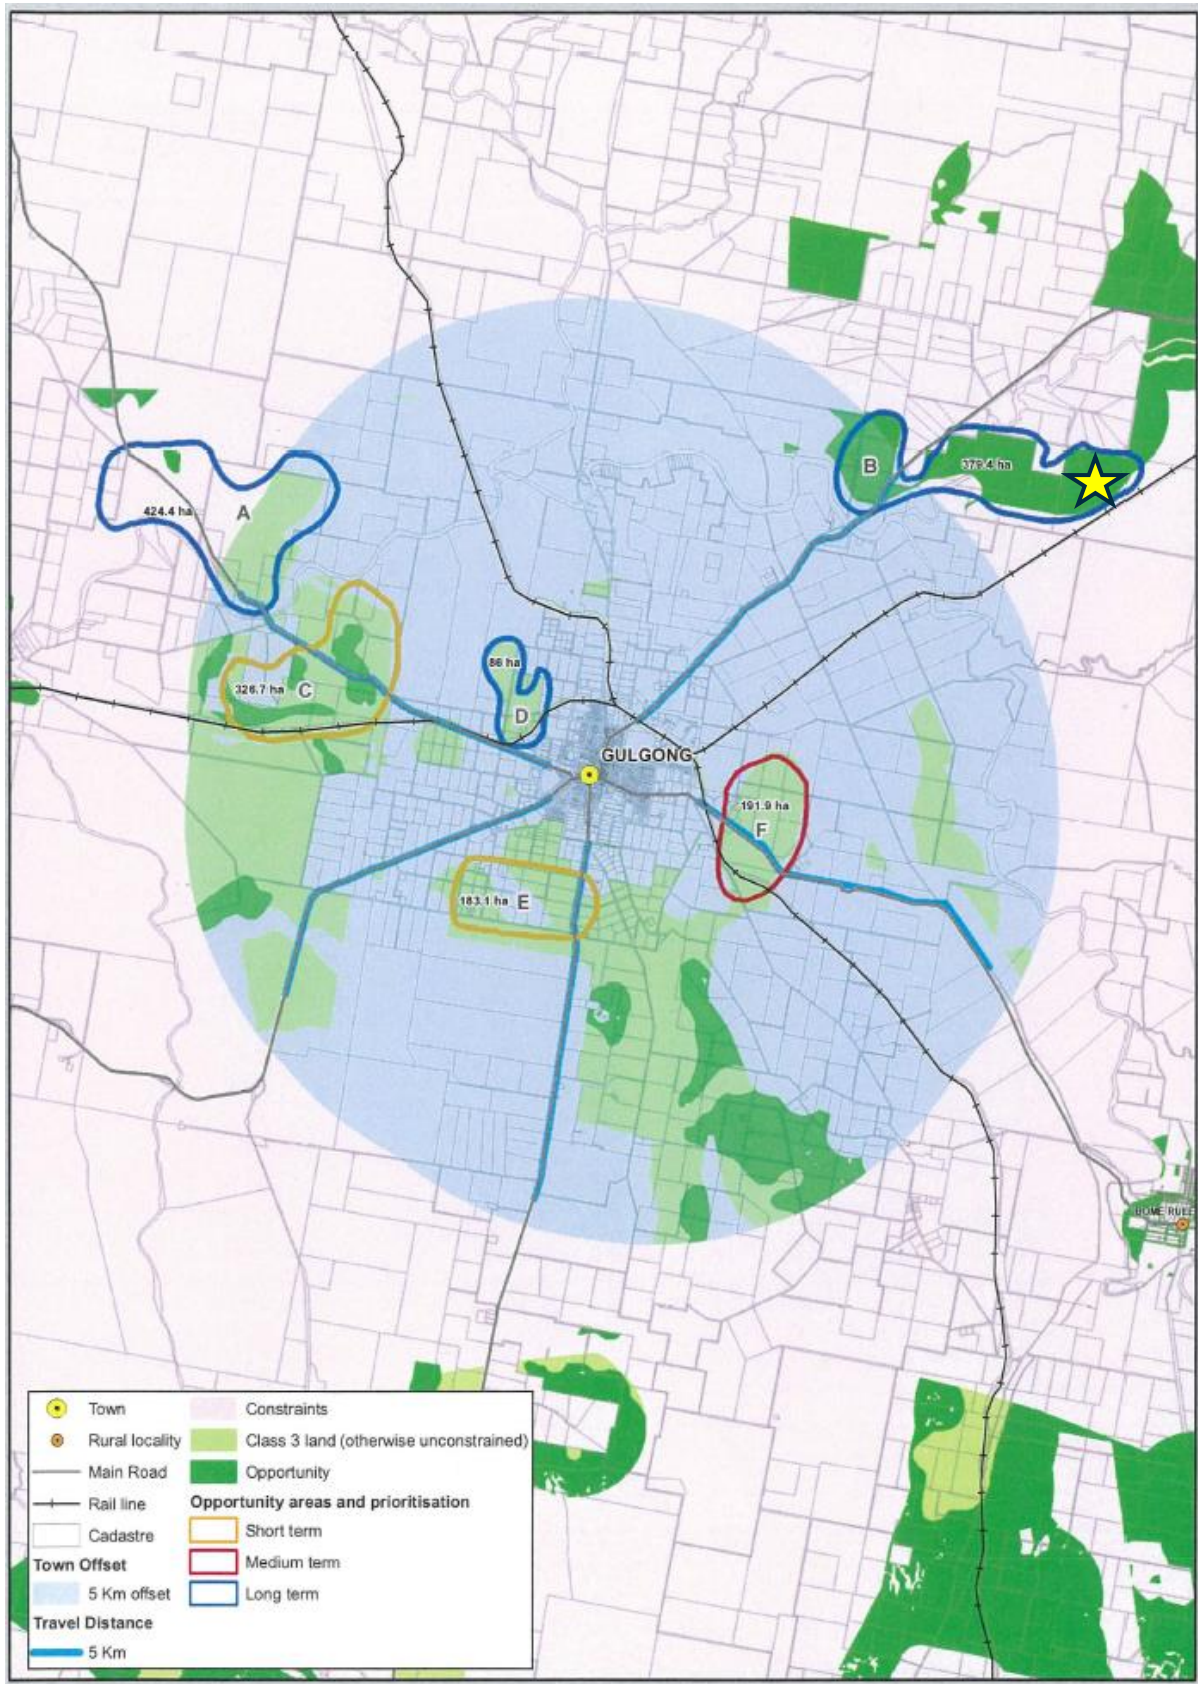 B
379.4 ha
A
424.4 ha
86 ha
D
326.7 ha
C
GULGONG
191.9 ha
F
183.1 ha
E
HOME RULE
Town
Rural locality
Main Road
Rail line
Cadastre
Town Offset
5 Km offset
Travel Distance
5 Km
Constraints
Class 3 land (otherwise unconstrained)
Opportunity
Opportunity areas and prioritisation
Short term
Medium term
Long term